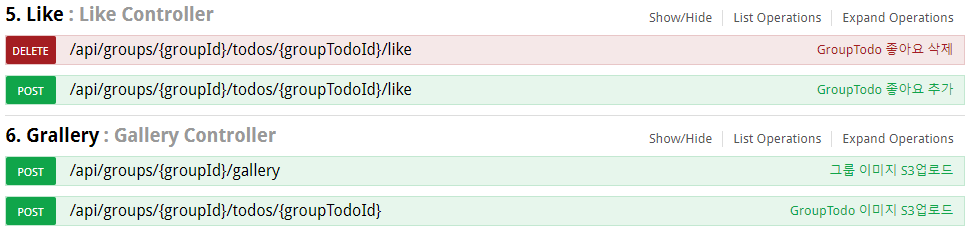 5. Like : Like Controller
Show/Hide List Operations Expand Operations
DELETE /api/groups/{groupId}/todos/{groupTodoId}/like GroupTodo 좋아요 삭제
POST /api/groups/{groupId}/todos/{groupTodoId}/like GroupTodo 좋아요 추가
6. Grallery : Gallery Controller
Show/Hide List Operations Expand Operations
POST /api/groups/{groupId}/gallery 그룹 이미지 S3업로드
POST /api/groups/{groupId}/todos/{groupTodoId} GroupTodo 이미지 S3업로드